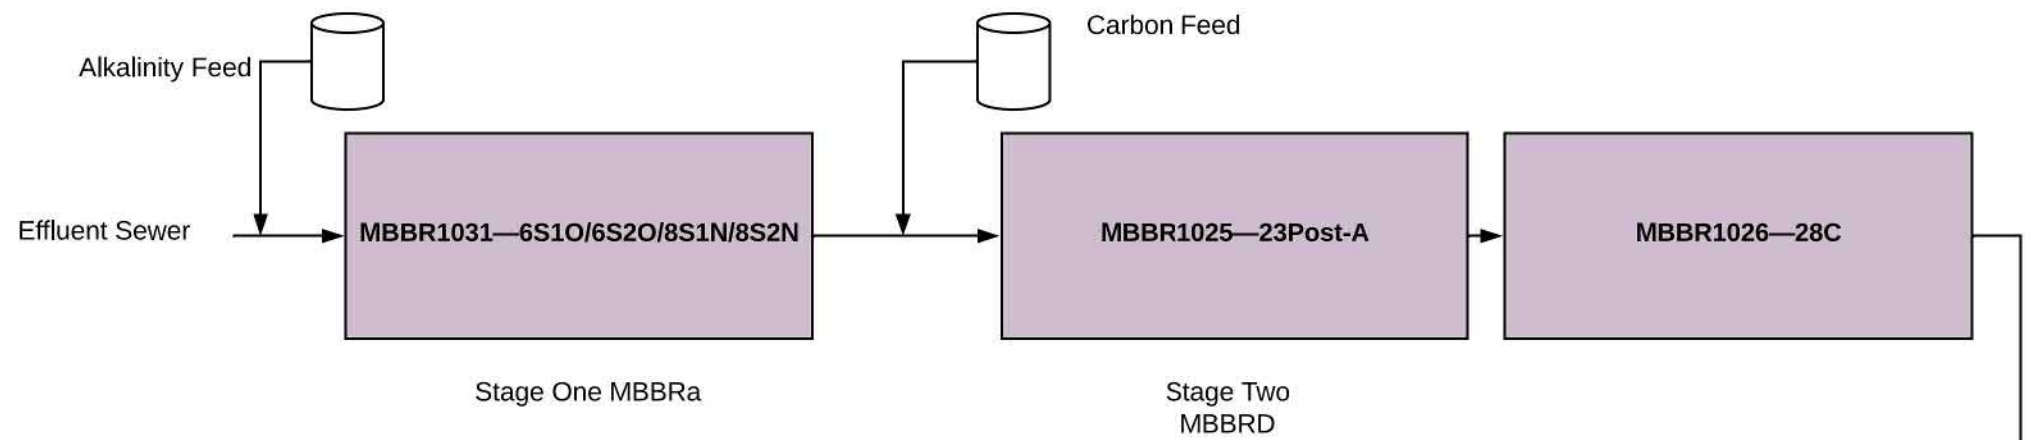 Carbon Feed
Alkalinity Feed
Effluent Sewer
MBBR1031—6S1O/6S2O/8S1N/8S2N
MBBR1025—23Post-A
MBBR1026—28C
Stage One MBBRa
Stage Two
MBBRD